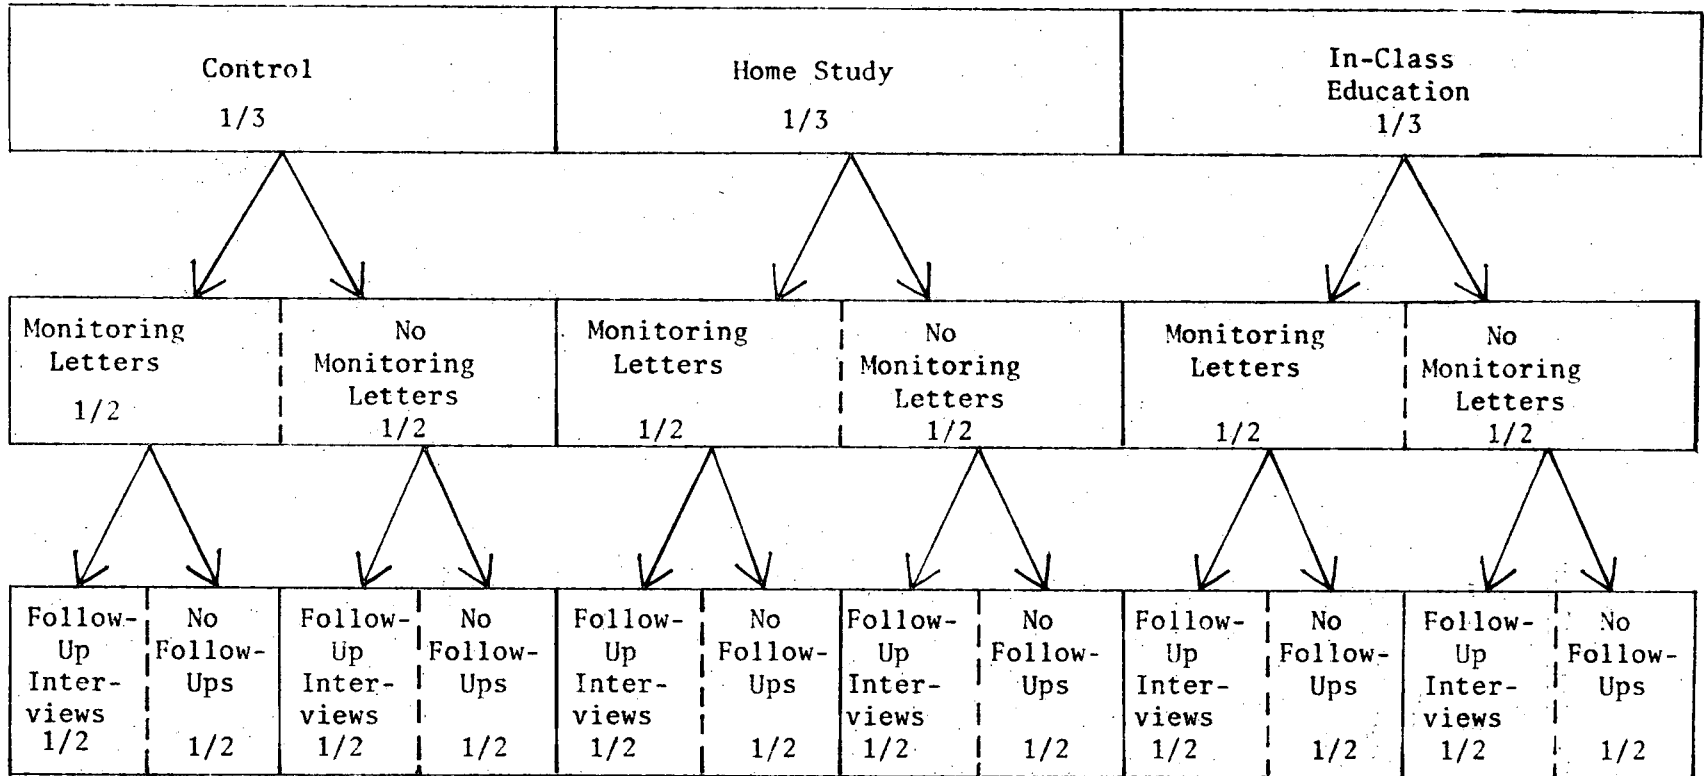 Control
1/3
Home Study
1/3
In-Class
Education
1/3
Monitoring
Letters
1/2
No
Monitoring
Letters
1/2
Monitoring
Letters
1/2
No
Monitoring
Letters
1/2
Monitoring
Letters
1/2
No
Monitoring
Letters
1/2
Follow-
Up
Inter-
views
1/2
No
Follow-
Ups
1/2
Follow-
Up
Inter-
views
1/2
No
Follow-
Ups
1/2
Follow-
Up
Inter-
views
1/2
No
Follow-
Ups
1/2
Follow-
Up
Inter-
views
1/2
No
Follow-
Ups
1/2
Follow-
Up
Inter-
views
1/2
No
Follow-
Ups
1/2
Follow-
Up
Inter-
views
1/2
No
Follow-
Ups
1/2